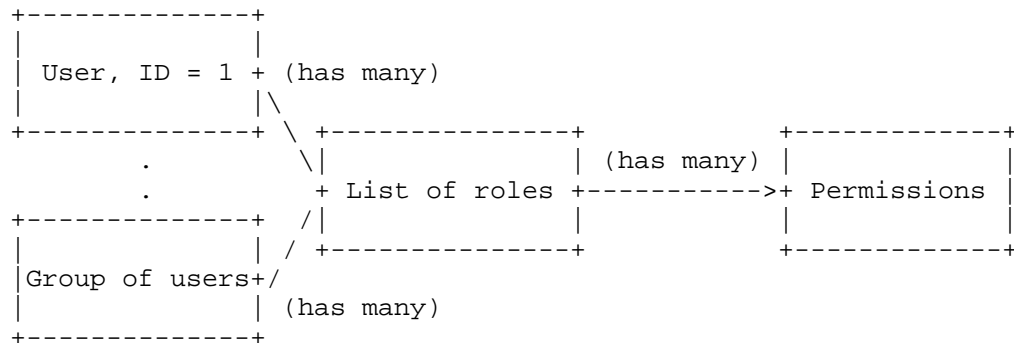 User, ID = 1 (has many)
(has many)
List of roles Permissions
Group of users
(has many)